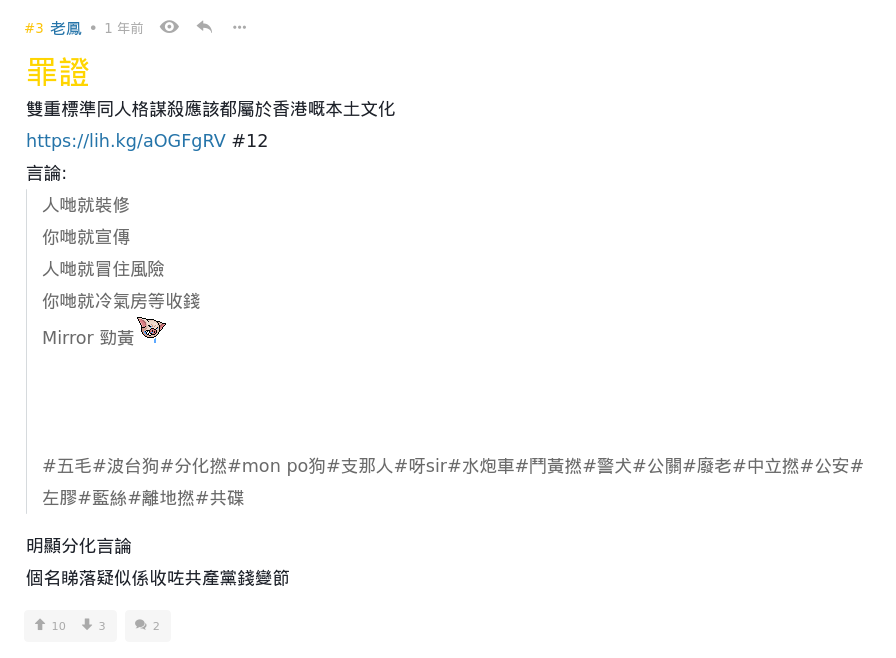 #3 老鳳 • 1 年前
罪證
雙重標準同人格謀殺應該都屬於香港嘅本土文化
https://lih.kg/aOGFgRV #12
言論:
人哋就裝修
你哋就宣傳
人哋就冒住風險
你哋就冷氣房等收錢
Mirror 勁黃
#五毛#波台狗#分化撚#mon po狗#支那人#呀sir#水炮車#鬥黃撚#警犬#公關#廢老#中立撚#公安#
左膠#藍絲#離地撚#共碟
明顯分化言論
個名睇落疑似係收咗共產黨錢變節
10 3 2